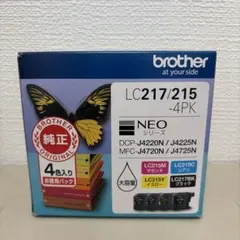 brother
at your side
LC217/215
-4PK
BROTHER
純正
ORIGINAL
NEO
シリーズ
DCP-J4220N / J4225N
MFC-J4720N / J4725N
4色入り
お徳用パック
大容量
LC215M
マゼンタ
LC215C
シアン
LC215Y
イエロー
LC217BK
ブラック